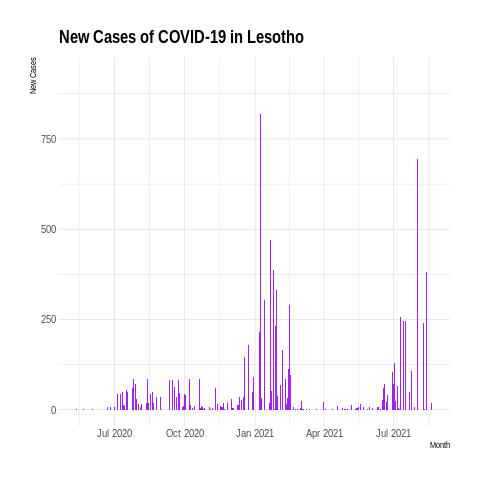 New Cases of COVID-19 in Lesotho
New Cases
750
500
250
0
Jul 2020 Oct 2020 Jan 2021 Apr 2021 Jul 2021
Month